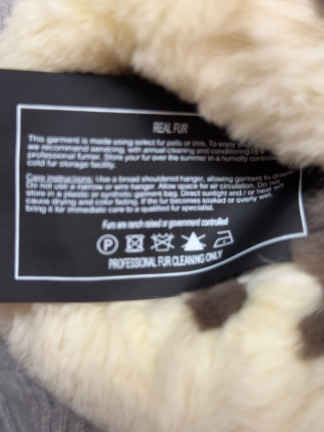 REAL FUR
This garment is made using select fur pelts or trim. To enjoy
we recommend servicing, with annual cleaning and conditioning
professional furrier. Store your fur over the summer in a humidity
cold fur storage facility.
Care instructions: Use a broad shouldered hanger, allowing garment to
Do not use a narrow or wire hanger. Allow space for air circulation. Do not
store in a plastic or synthetic garment bag. Direct sunlight and / or heat
cause drying and color fading. If the fur becomes soaked or overly wet,
bring it for immediate care to a qualified fur specialist.
Furs are ranch raised or government controlled
P
PROFESSIONAL FUR CLEANING ONLY